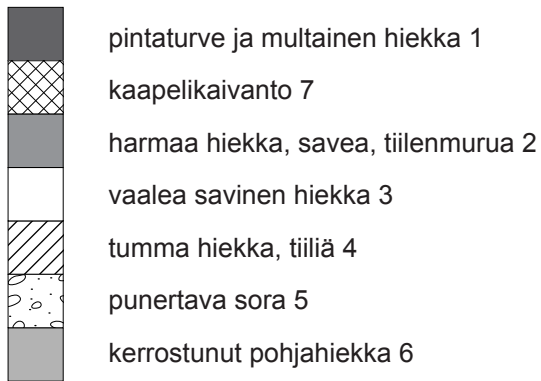 pintaturve ja multainen hiekka 1
kaapelikaivanto 7
harmaa hiekka, savea, tiilenmurua 2
vaalea savinen hiekka 3
tumma hiekka, tiiliä 4
punertava sora 5
kerrostunut pohjahiekka 6